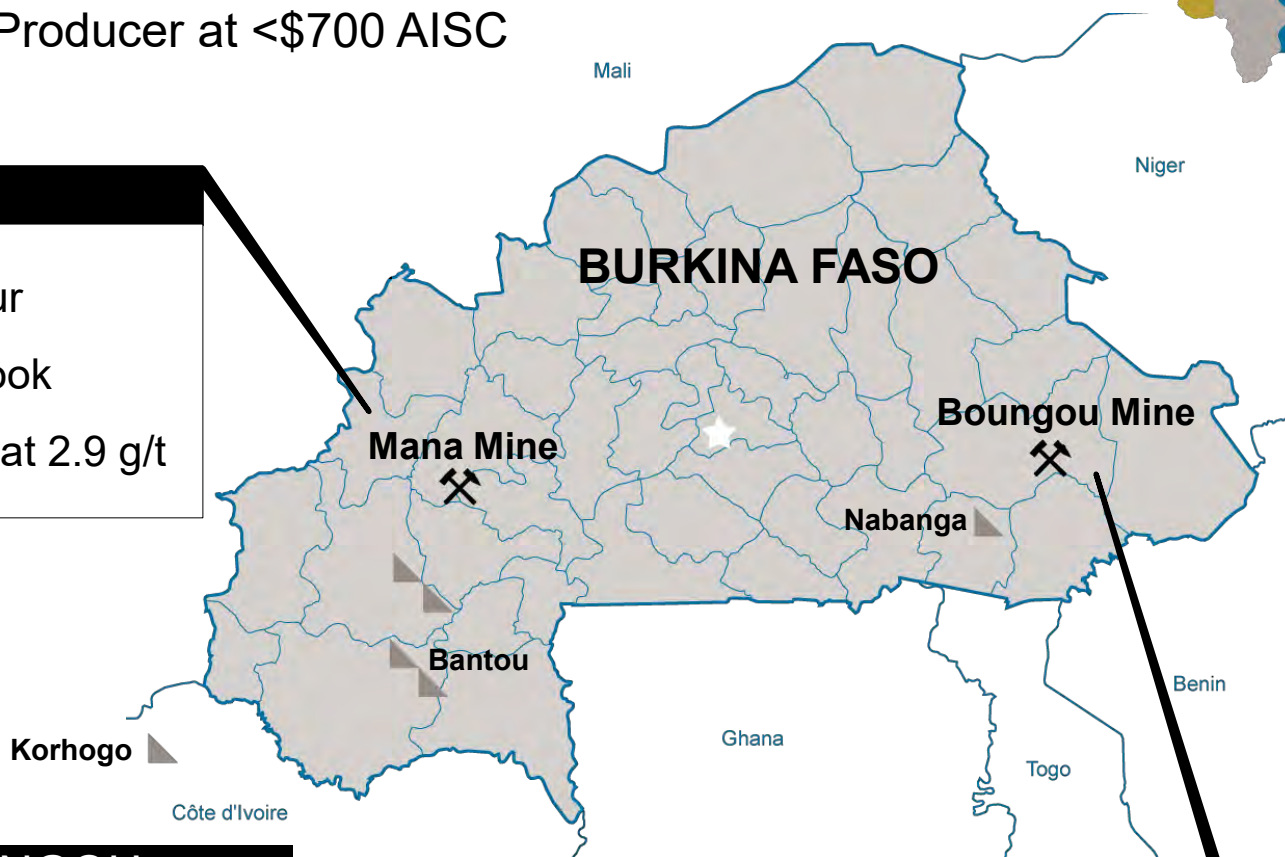 Producer at <$700 AISC
Mali
Niger
BURKINA FASO
ur
ook
at 2.9 g/t
Mana Mine
Boungou Mine
Nabanga
Bantou
Benin
Korhogo
Ghana
Togo
Côte d'Ivoire